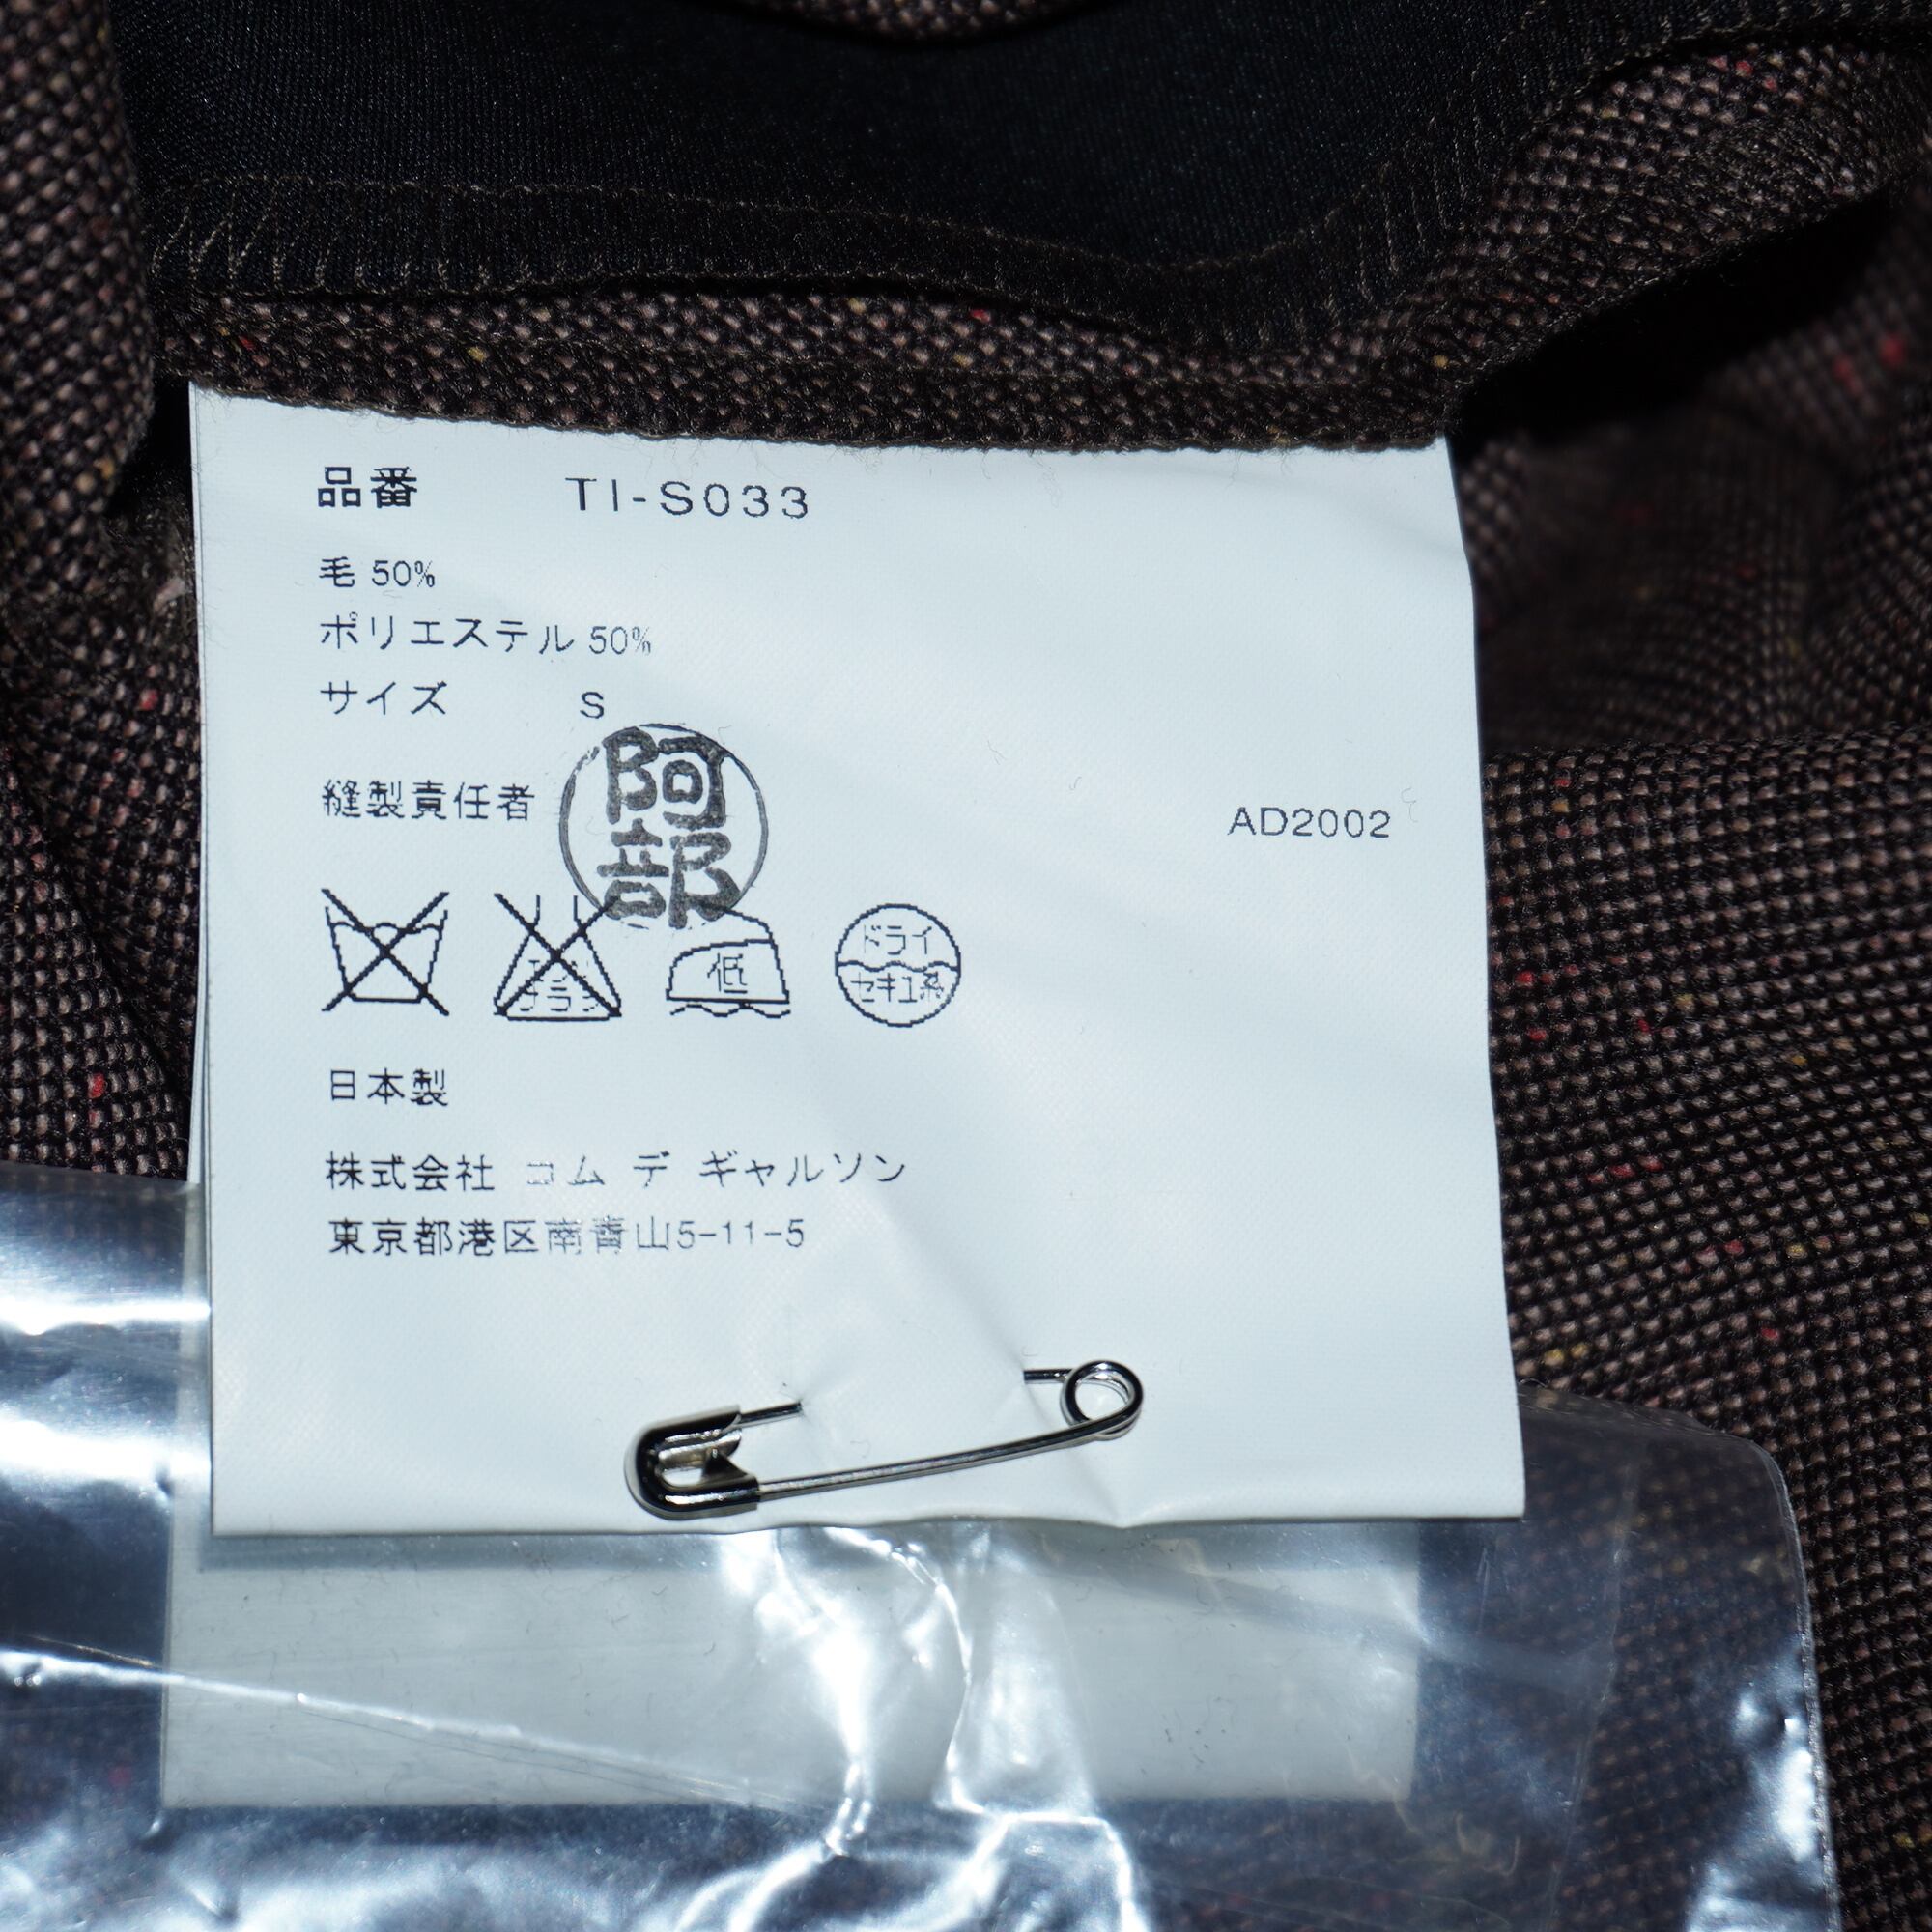 品番 TI-S033
毛 50%
ポリエステル 50%
サイズ S
縫製責任者 阿部
AD2002
低
ドライ
セキユ系
日本製
株式会社 コム デ ギャルソン
東京都港区南青山5-11-5